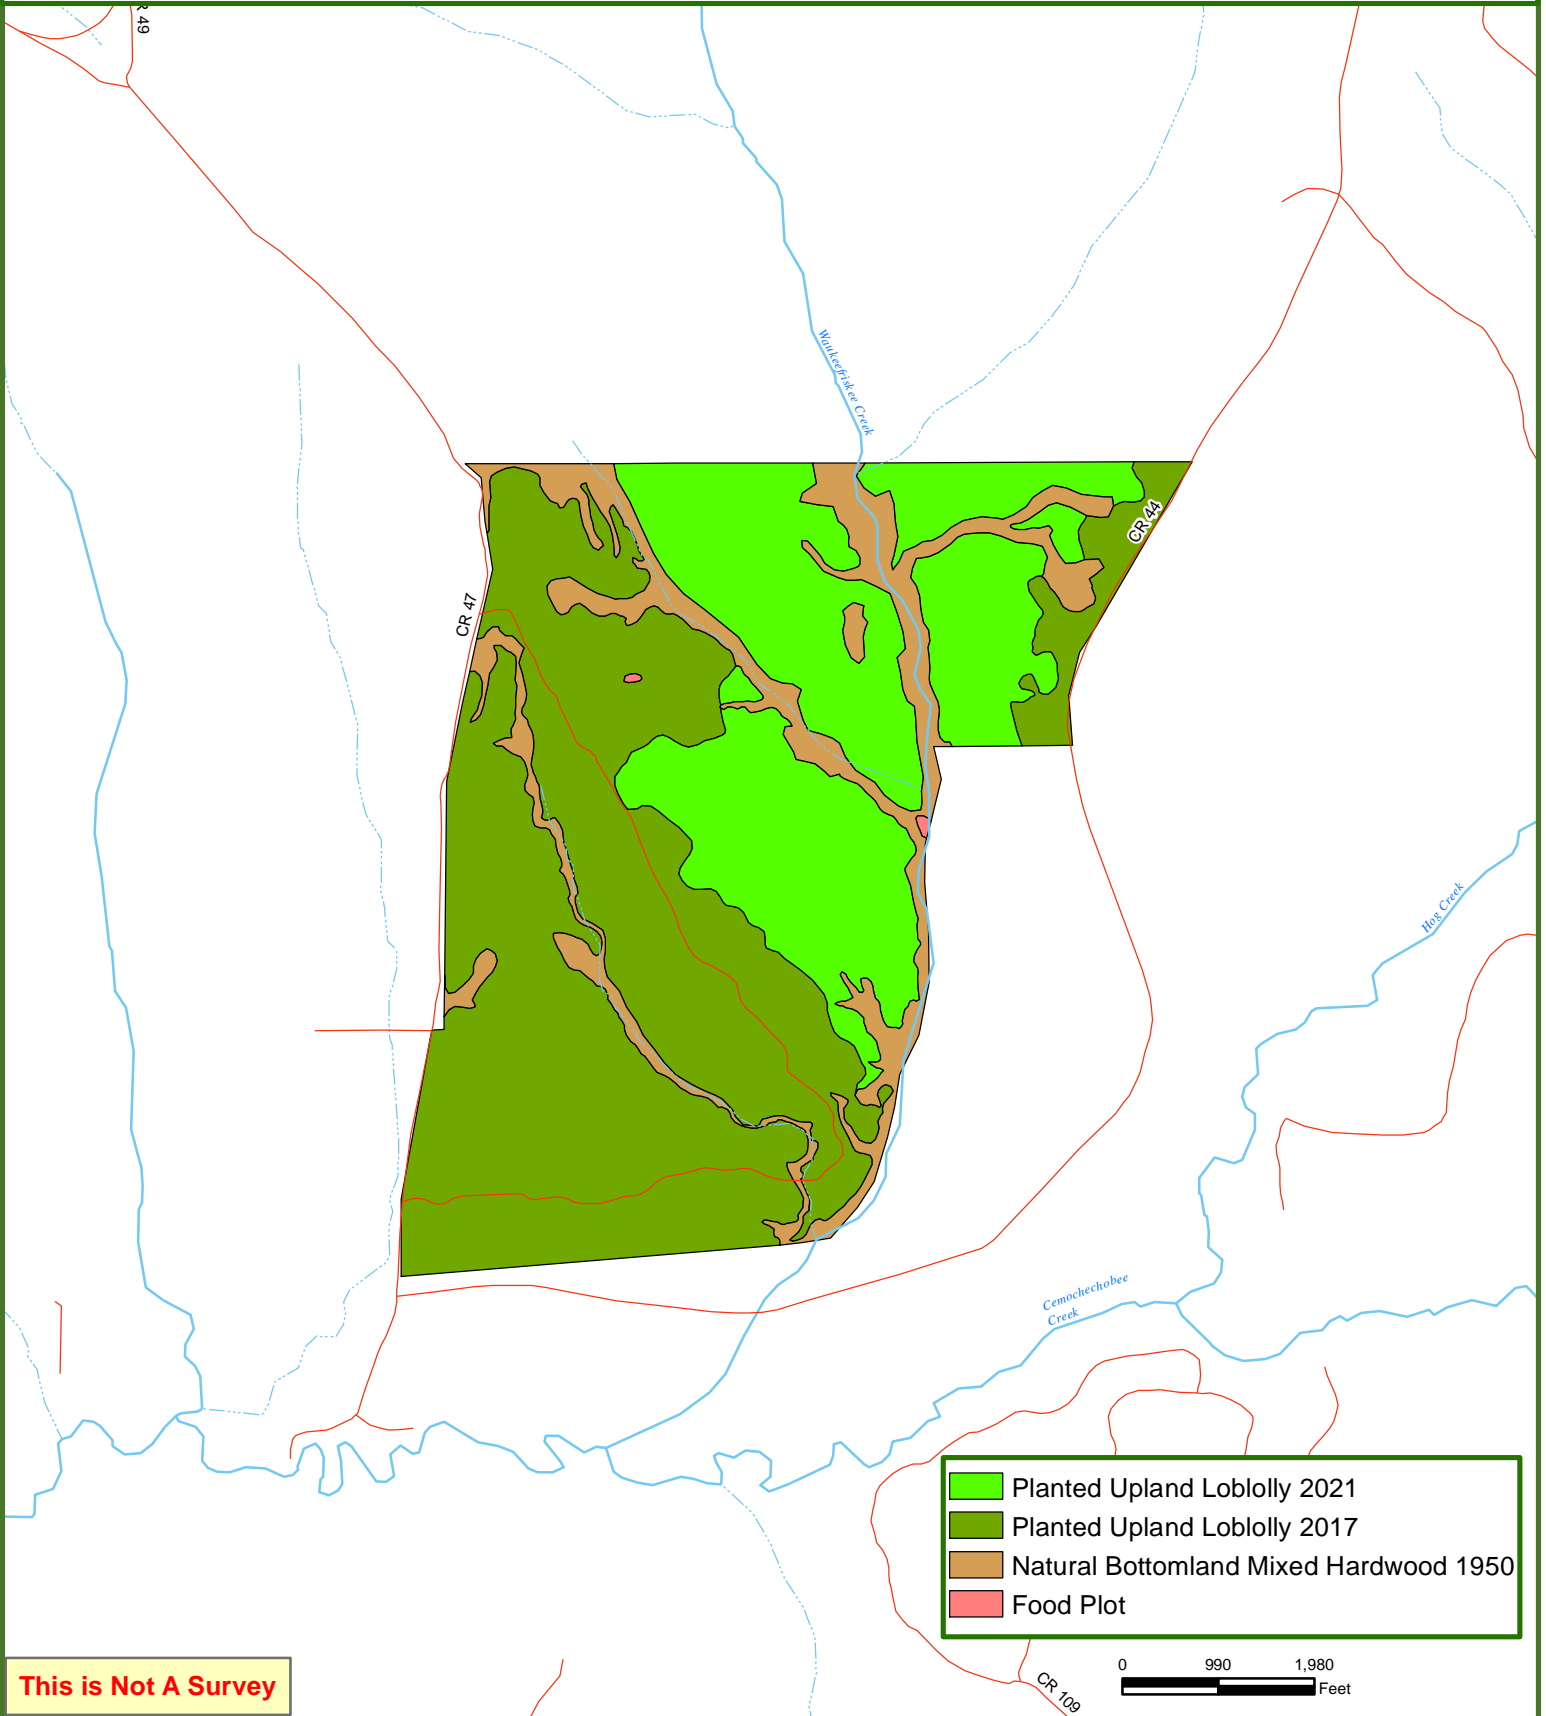 R 49
Waukeefriskee Creek
CR 44
CR 47
Hog Creek
Cemochechobee
Creek
Planted Upland Loblolly 2021
Planted Upland Loblolly 2017
Natural Bottomland Mixed Hardwood 1950
Food Plot
0 990 1,980
Feet
This is Not A Survey
CR 109